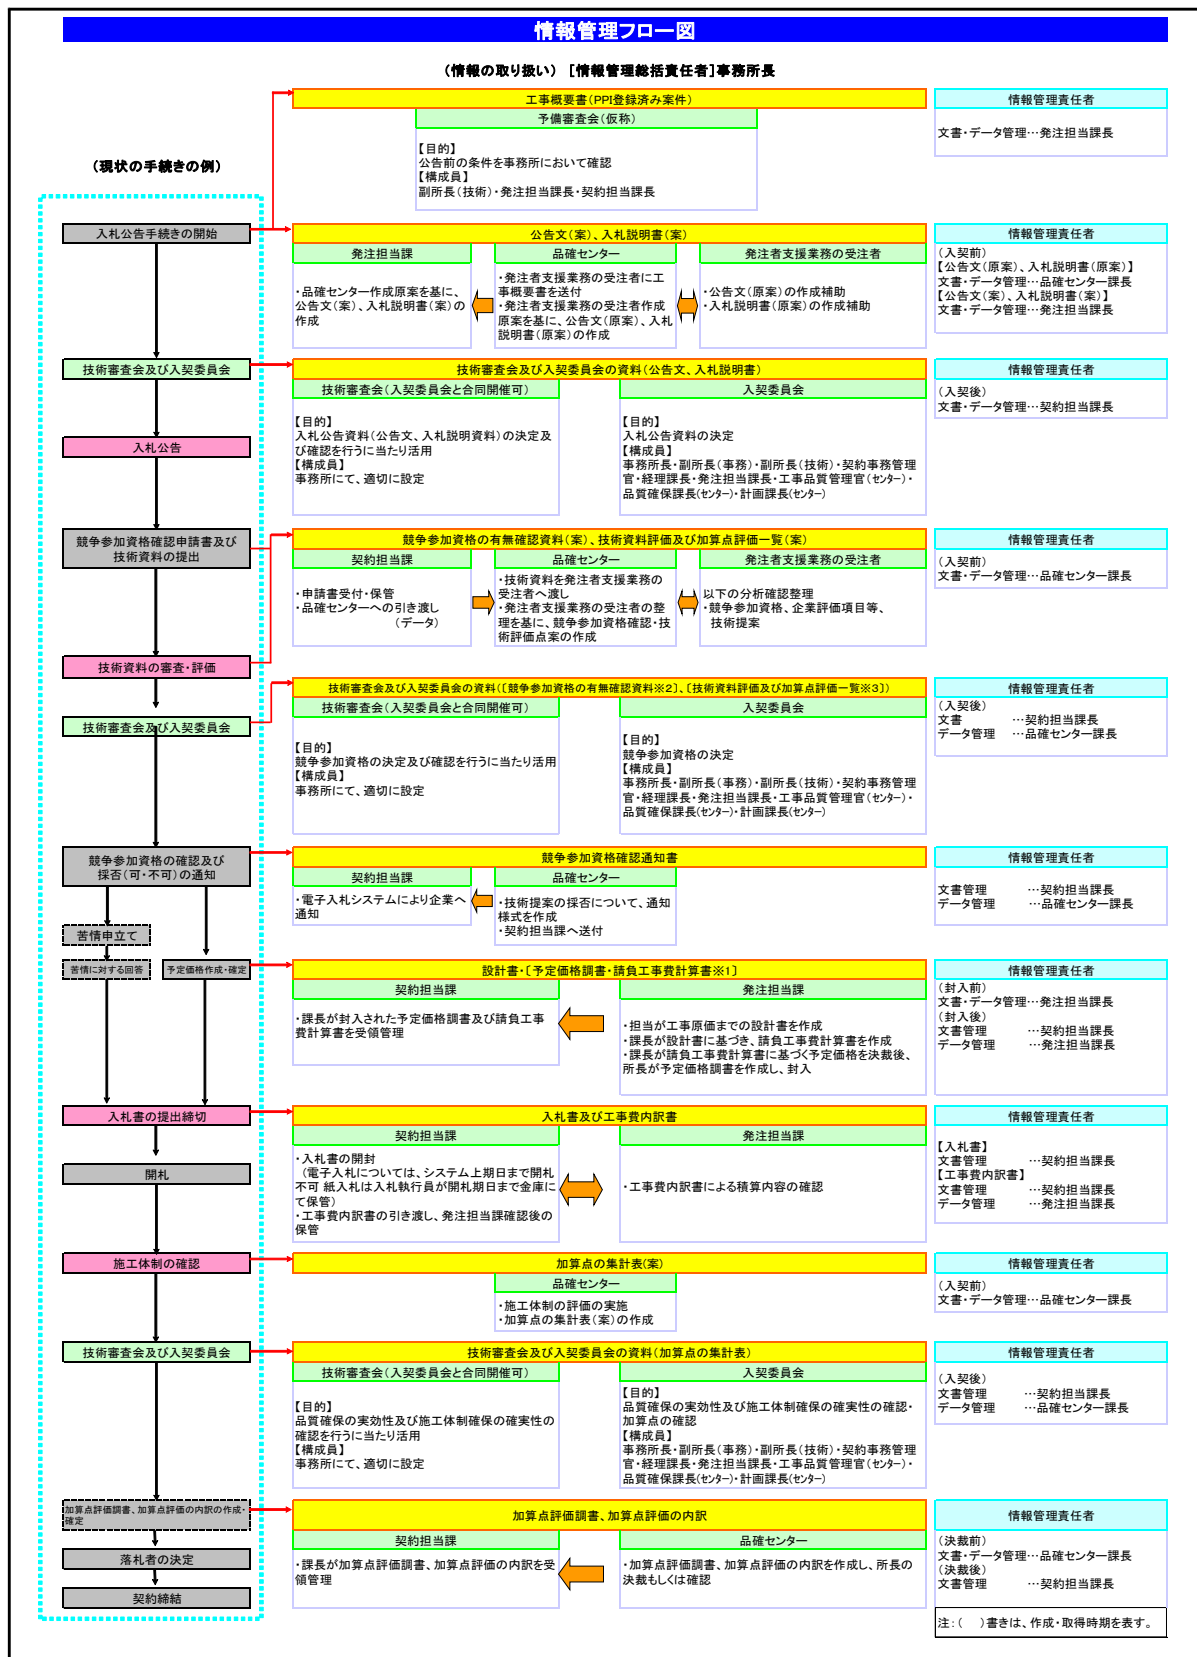 情報管理フロー図
（情報の取り扱い） ［情報管理総括責任者］事務所長
（現状の手続きの例）
工事概要書（PPI登録済み案件）
予備審査会（仮称）
【目的】
公告前の条件を事務所において確認
【構成員】
副所長（技術）・発注担当課長・契約担当課長
情報管理責任者
文書・データ管理…発注担当課長
入札公告手続きの開始
公告文（案）、入札説明書（案）
発注担当課
・品確センター作成原案を基に、
公告文（案）、入札説明書（案）の
作成
品確センター
・発注者支援業務の受注者に工
事概要書を送付
・発注者支援業務の受注者作成
原案を基に、公告文（原案）、入札
説明書（原案）の作成
発注者支援業務の受注者
・公告文（原案）の作成補助
・入札説明書（原案）の作成補助
情報管理責任者
（入契前）
【公告文（原案）、入札説明書（原案）】
文書・データ管理…品確センター課長
【公告文（案）、入札説明書（案）】
文書・データ管理…発注担当課長
技術審査会及び入契委員会
技術審査会及び入契委員会の資料（公告文、入札説明書）
技術審査会（入契委員会と合同開催可）
【目的】
入札公告資料（公告文、入札説明資料）の決定及
び確認を行うに当たり活用
【構成員】
事務所にて、適切に設定
入契委員会
【目的】
入札公告資料の決定
【構成員】
事務所長・副所長（事務）・副所長（技術）・契約事務管理
官・経理課長・発注担当課長・工事品質管理官（センター）・
品質確保課長（センター）・計画課長（センター）
情報管理責任者
（入契後）
文書・データ管理…契約担当課長
入札公告
競争参加資格確認申請書及び
技術資料の提出
競争参加資格の有無確認資料（案）、技術資料評価及び加算点評価一覧（案）
契約担当課
・申請書受付・保管
・品確センターへの引き渡し
（データ）
品確センター
・技術資料を発注者支援業務の
受注者へ渡し
・発注者支援業務の受注者の整
理を基に、競争参加資格確認・技
術評価点案の作成
発注者支援業務の受注者
以下の分析確認整理
・競争参加資格、企業評価項目等、
技術提案
情報管理責任者
（入契前）
文書・データ管理…品確センター課長
技術資料の審査・評価
技術審査会及び入契委員会
技術審査会及び入契委員会の資料（［競争参加資格の有無確認資料※2］、［技術資料評価及び加算点評価一覧※3］）
技術審査会（入契委員会と合同開催可）
【目的】
競争参加資格の決定及び確認を行うに当たり活用
【構成員】
事務所にて、適切に設定
入契委員会
【目的】
競争参加資格の決定
【構成員】
事務所長・副所長（事務）・副所長（技術）・契約事務管理
官・経理課長・発注担当課長・工事品質管理官（センター）・
品質確保課長（センター）・計画課長（センター）
情報管理責任者
（入契後）
文書 …契約担当課長
データ管理 …品確センター課長
競争参加資格の確認及び
採否（可・不可）の通知
競争参加資格確認通知書
契約担当課
・電子入札システムにより企業へ
通知
品確センター
・技術提案の採否について、通知
様式を作成
・契約担当課へ送付
情報管理責任者
文書管理 …契約担当課長
データ管理 …品確センター課長
苦情申立て
苦情に対する回答
予定価格作成・確定
設計書・［予定価格調書・請負工事費計算書※1］
契約担当課
・課長が封入された予定価格調書及び請負工事
費計算書を受領管理
発注担当課
・担当が工事原価までの設計書を作成
・課長が設計書に基づき、請負工事費計算書を作成
・課長が請負工事費計算書に基づく予定価格を決裁後、
所長が予定価格調書を作成し、封入
情報管理責任者
（封入前）
文書・データ管理…発注担当課長
（封入後）
文書管理 …契約担当課長
データ管理 …発注担当課長
入札書の提出締切
入札書及び工事費内訳書
契約担当課
・入札書の開封
（電子入札については、システム上期日まで開札
不可 紙入札は入札執行員が開札期日まで金庫に
て保管）
・工事費内訳書の引き渡し、発注担当課確認後の
保管
発注担当課
・工事費内訳書による積算内容の確認
情報管理責任者
【入札書】
文書管理 …契約担当課長
【工事費内訳書】
文書管理 …契約担当課長
データ管理 …発注担当課長
開札
施工体制の確認
加算点の集計表（案）
品確センター
・施工体制の評価の実施
・加算点の集計表（案）の作成
情報管理責任者
（入契前）
文書・データ管理…品確センター課長
技術審査会及び入契委員会
技術審査会及び入契委員会の資料（加算点の集計表）
技術審査会（入契委員会と合同開催可）
【目的】
品質確保の実効性及び施工体制確保の確実性の
確認を行うに当たり活用
【構成員】
事務所にて、適切に設定
入契委員会
【目的】
品質確保の実効性及び施工体制確保の確実性の確認・
加算点の確認
【構成員】
事務所長・副所長（事務）・副所長（技術）・契約事務管理
官・経理課長・発注担当課長・工事品質管理官（センター）・
品質確保課長（センター）・計画課長（センター）
情報管理責任者
（入契後）
文書管理 …契約担当課長
データ管理 …品確センター課長
加算点評価調書、加算点評価の内訳の作成・
確定
加算点評価調書、加算点評価の内訳
契約担当課
・課長が加算点評価調書、加算点評価の内訳を受
領管理
品確センター
・加算点評価調書、加算点評価の内訳を作成し、所長の
決裁もしくは確認
情報管理責任者
（決裁前）
文書・データ管理…品確センター課長
（決裁後）
文書管理 …契約担当課長
落札者の決定
契約締結
注：（ ）書きは、作成・取得時期を表す。